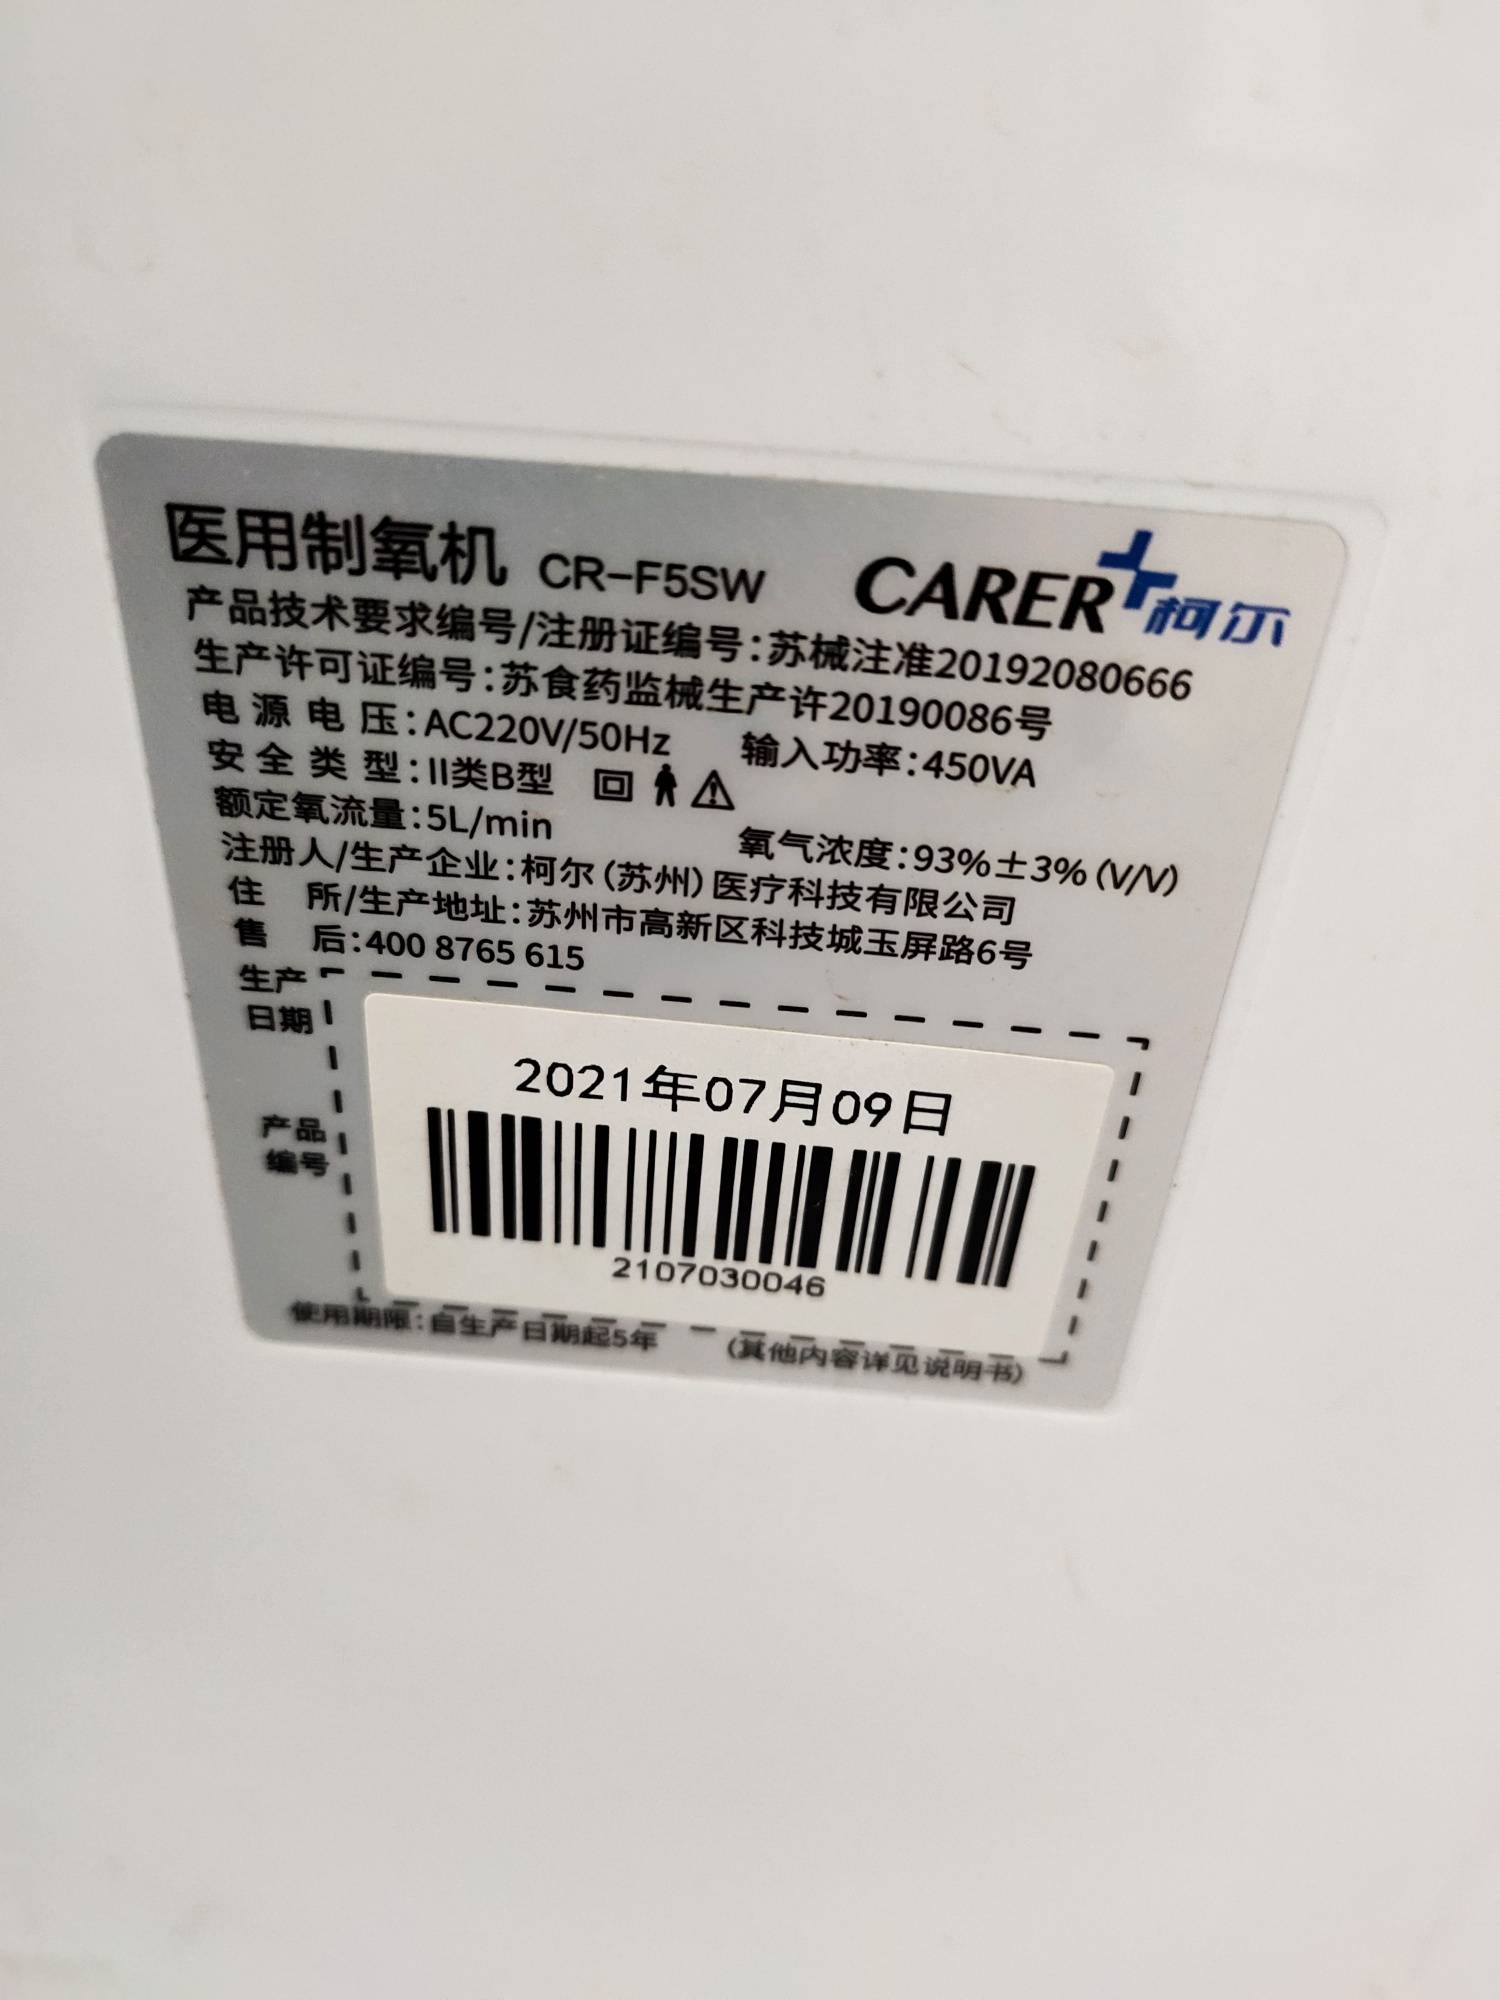 医用制氧机 CR-F5SW CARER 柯尔
产品技术要求编号/注册证编号:苏械注准20192080666
生产许可证编号:苏食药监械生产许20190086号
电源电压:AC220V/50Hz 输入功率:450VA
安全类型:II类B型
额定氧流量:5L/min 氧气浓度:93%±3%(V/V)
注册人/生产企业:柯尔(苏州)医疗科技有限公司
住 所/生产地址:苏州市高新区科技城玉屏路6号
售 后:400 8765 615
生产
日期
2021年07月09日
产品
编号
2107030046
使用期限:自生产日期起5年 (其他内容详见说明书)